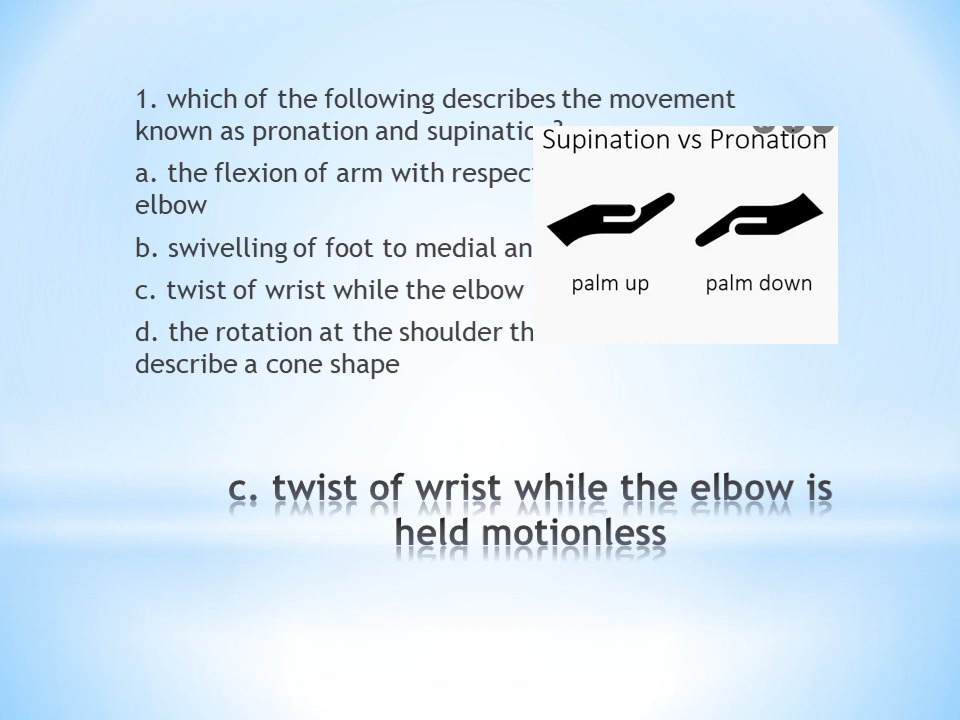 1. which of the following describes the movement
known as pronation and supination?
a. the flexion of arm with respect
elbow
b. swivelling of foot to medial an
c. twist of wrist while the elbow
d. the rotation at the shoulder th
describe a cone shape
Supination vs Pronation
palm up
palm down
c. twist of wrist while the elbow is
held motionless